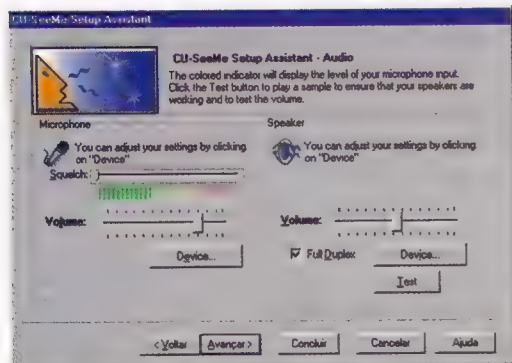 CU-SeeMe Setup Assistant
CU-SeeMe Setup Assistant - Audio
The colored indicator will display the level of your microphone input.
Click the Test button to play a sample to ensure that your speakers are
working and to test the volume.
Microphone
You can adjust your settings by clicking
on "Device"
Squelch:
Volume:
Device...
Speaker
You can adjust your settings by clicking
on "Device"
Volume:
Full Duplex
Device...
Test
< Voltar
Avançar >
Concluir
Cancelar
Ajuda